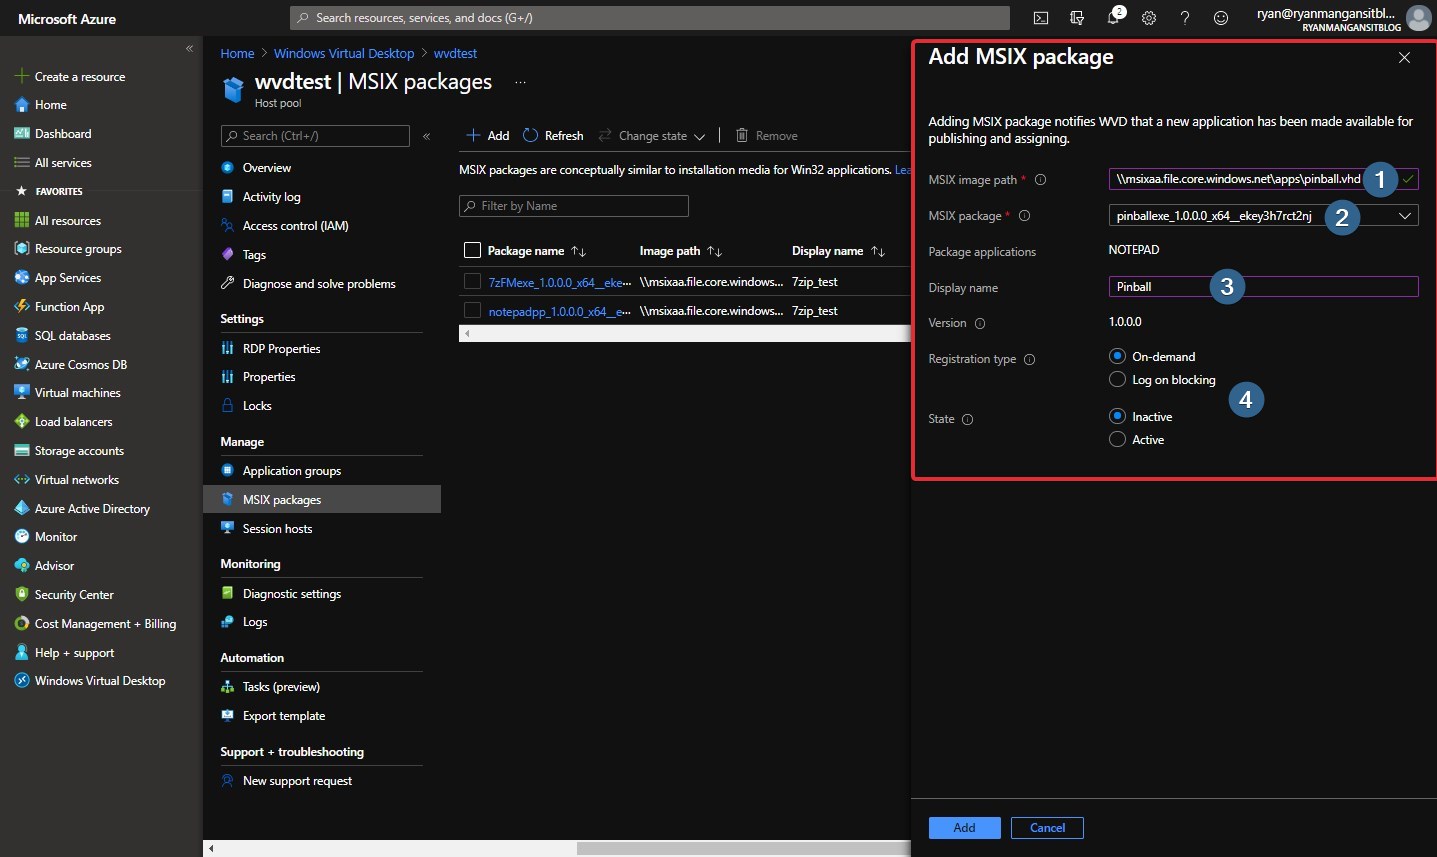 Microsoft Azure
Search resources, services, and docs (G+/)
2
ryan@ryanmangansitbl...
RYANMANGANSITBLOG
Create a resource
Home
Dashboard
All services
FAVORITES
All resources
Resource groups
App Services
Function App
SQL databases
Azure Cosmos DB
Virtual machines
Load balancers
Storage accounts
Virtual networks
Azure Active Directory
Monitor
Advisor
Security Center
Cost Management + Billing
Help + support
Windows Virtual Desktop
Home > Windows Virtual Desktop > wvdtest
wvdtest | MSIX packages ...
Host pool
Search (Ctrl+/)
Overview
Activity log
Access control (IAM)
Tags
Diagnose and solve problems
Settings
RDP Properties
Properties
Locks
Manage
Application groups
MSIX packages
Session hosts
Monitoring
Diagnostic settings
Logs
Automation
Tasks (preview)
Export template
Support + troubleshooting
New support request
Add Refresh Change state Remove
MSIX packages are conceptually similar to installation media for Win32 applications. Lea
Filter by Name
Package name Image path Display name
7zFMexe_1.0.0.0_x64__eke... \\msixaa.file.core.windows... 7zip_test
notepadpp_1.0.0.0_x64__e... \\msixaa.file.core.windows... 7zip_test
Add MSIX package
Adding MSIX package notifies WVD that a new application has been made available for
publishing and assigning.
MSIX image path * \\msixaa.file.core.windows.net\apps\pinball.vhd 1
MSIX package * pinballexe_1.0.0.0_x64__ekey3h7rct2nj 2
Package applications NOTEPAD
Display name Pinball 3
Version 1.0.0.0
Registration type On-demand
Log on blocking
4
State Inactive
Active
Add Cancel